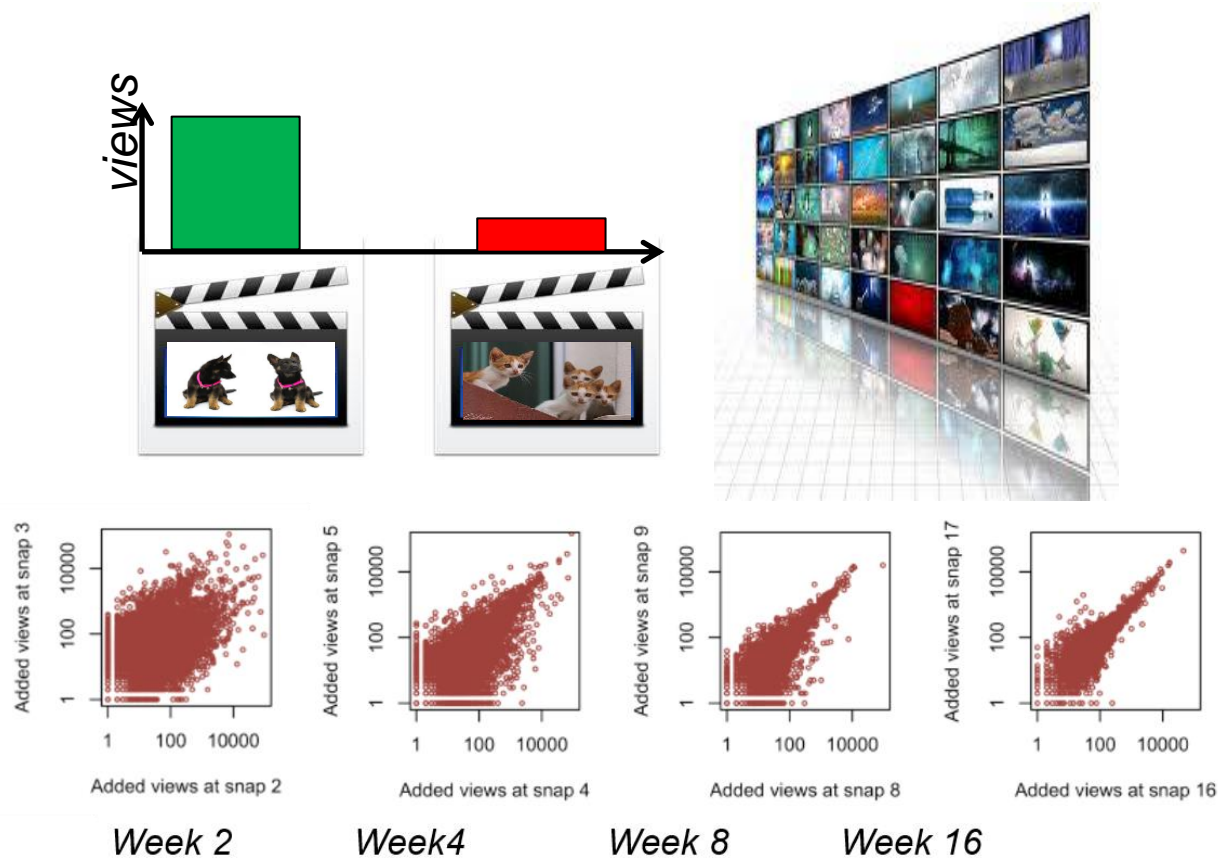 views
Added views at snap 3
10000
100
1
1 100 10000
Added views at snap 2
Added views at snap 5
10000
100
1
1 100 10000
Added views at snap 4
Added views at snap 9
10000
100
1
1 100 10000
Added views at snap 8
Added views at snap 17
10000
100
1
1 100 10000
Added views at snap 16
Week 2 Week4 Week 8 Week 16